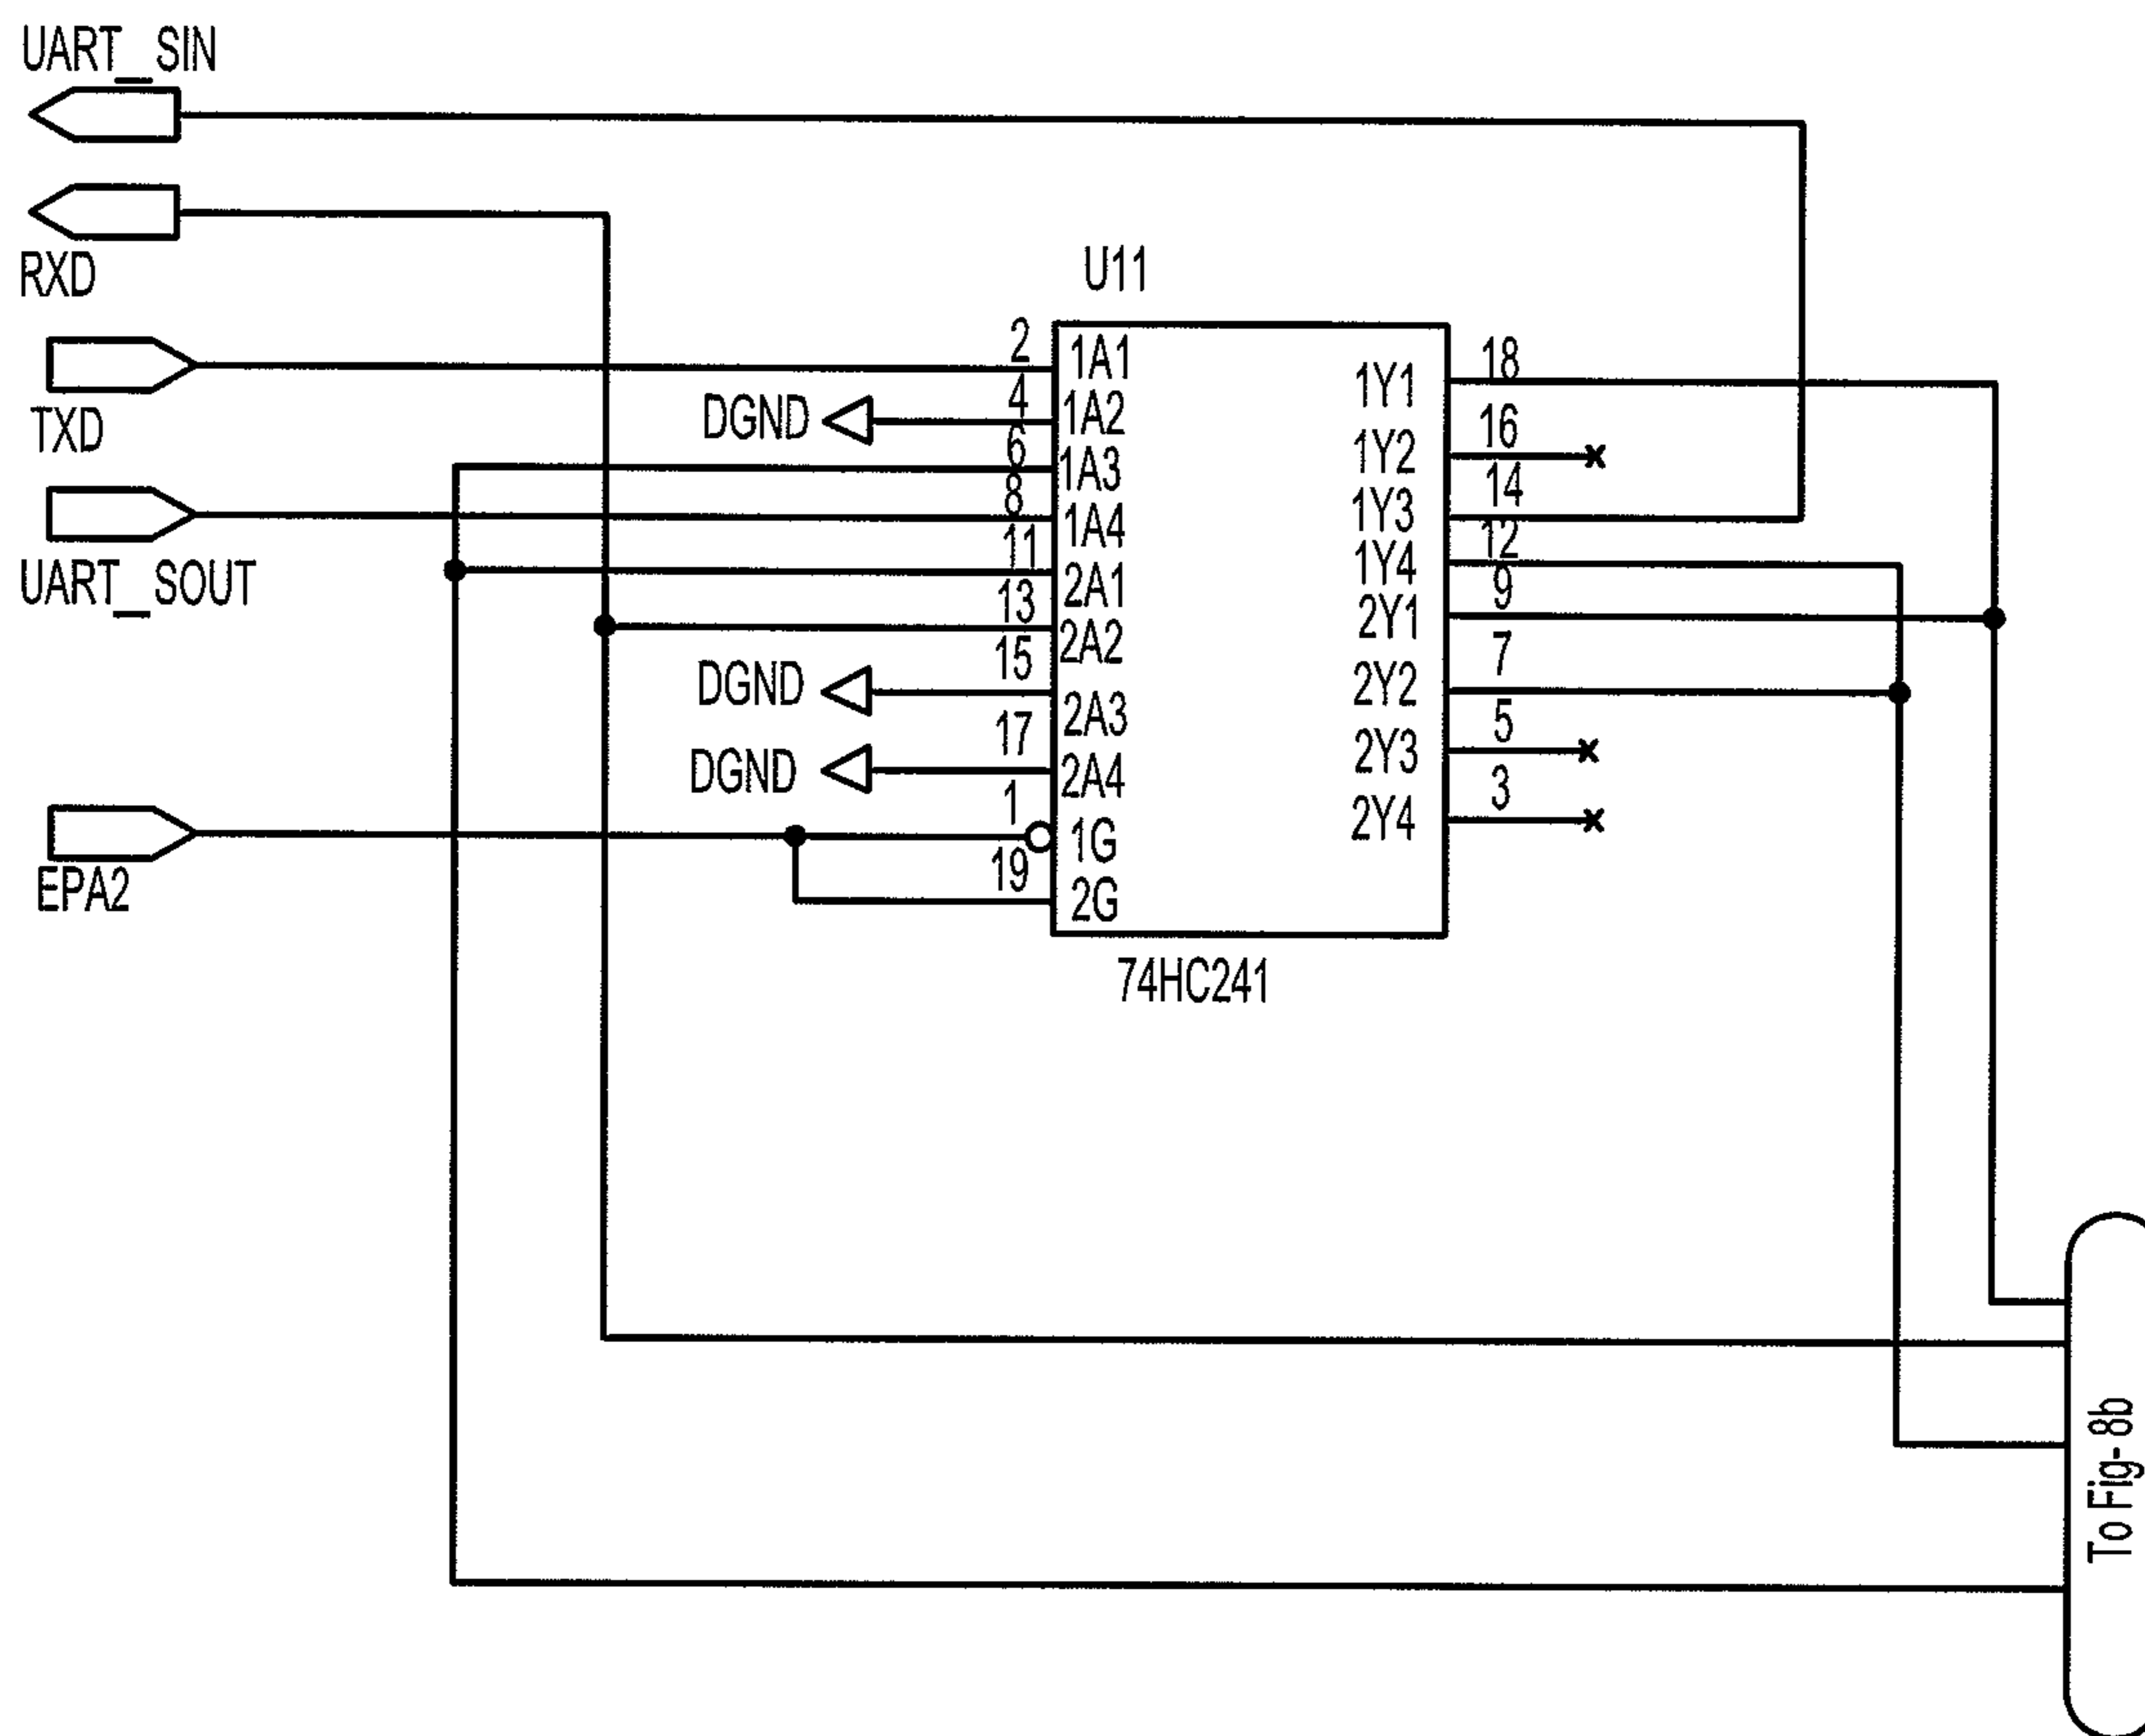 UART_SIN
RXD
TXD
UART_SOUT
EPA2
U11
DGND
DGND
DGND
2 1A1
4 1A2
6 1A3
8 1A4
11 2A1
13 2A2
15 2A3
17 2A4
1 1G
19 2G
1Y1 18
1Y2 16
1Y3 14
1Y4 12
2Y1 9
2Y2 7
2Y3 5
2Y4 3
74HC241
To Fig-8b